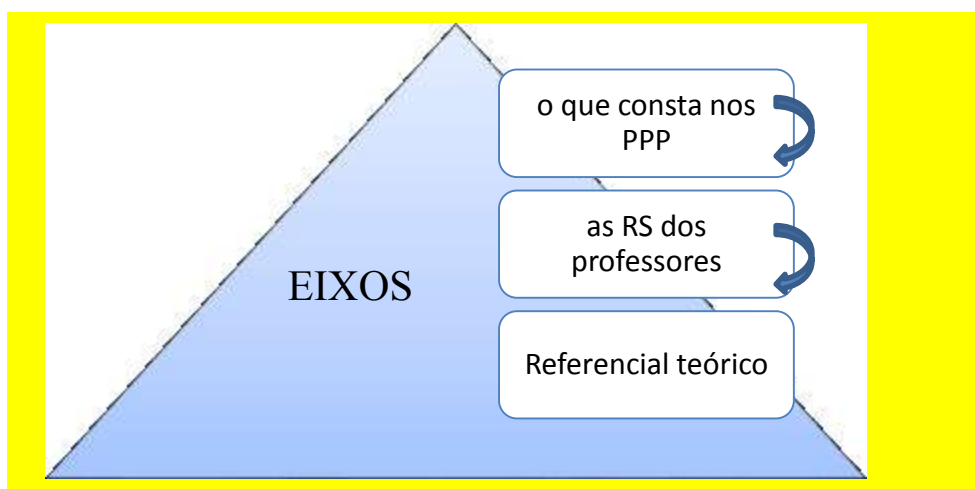 o que consta nos
PPP
as RS dos
professores
EIXOS
Referencial teórico